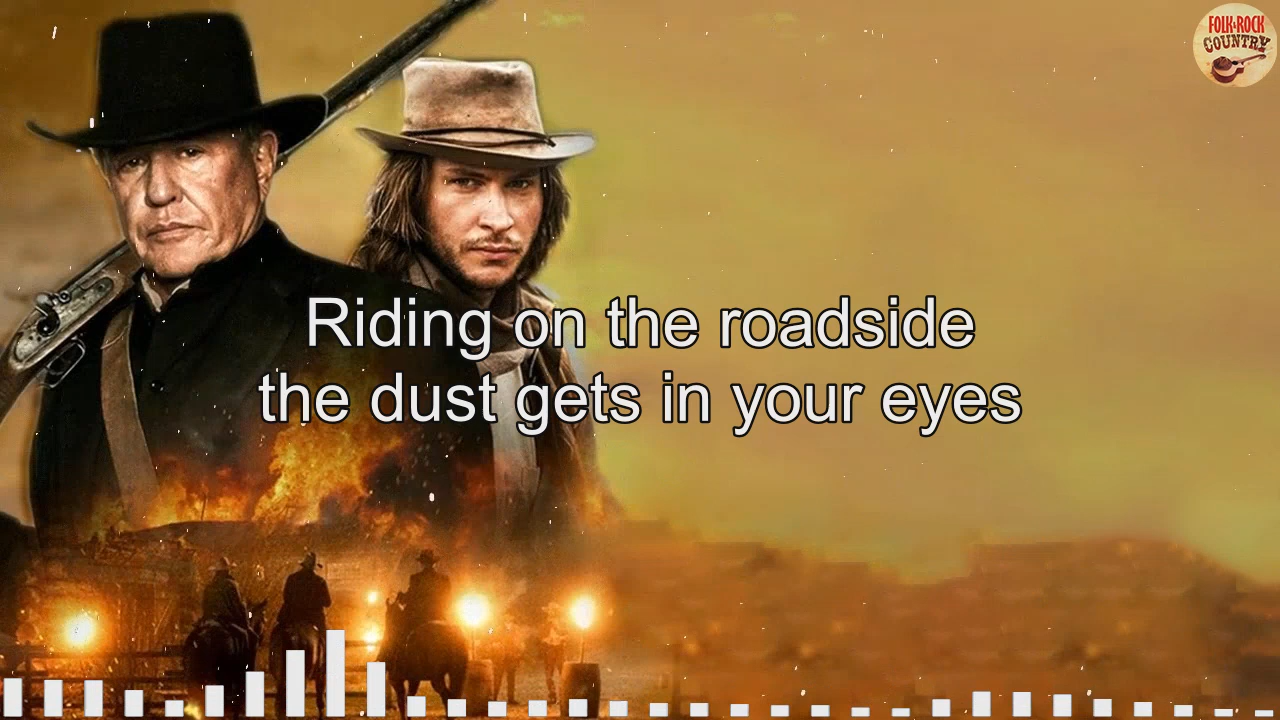 FOLK-ROCK
COUNTRY
Riding on the roadside
the dust gets in your eyes